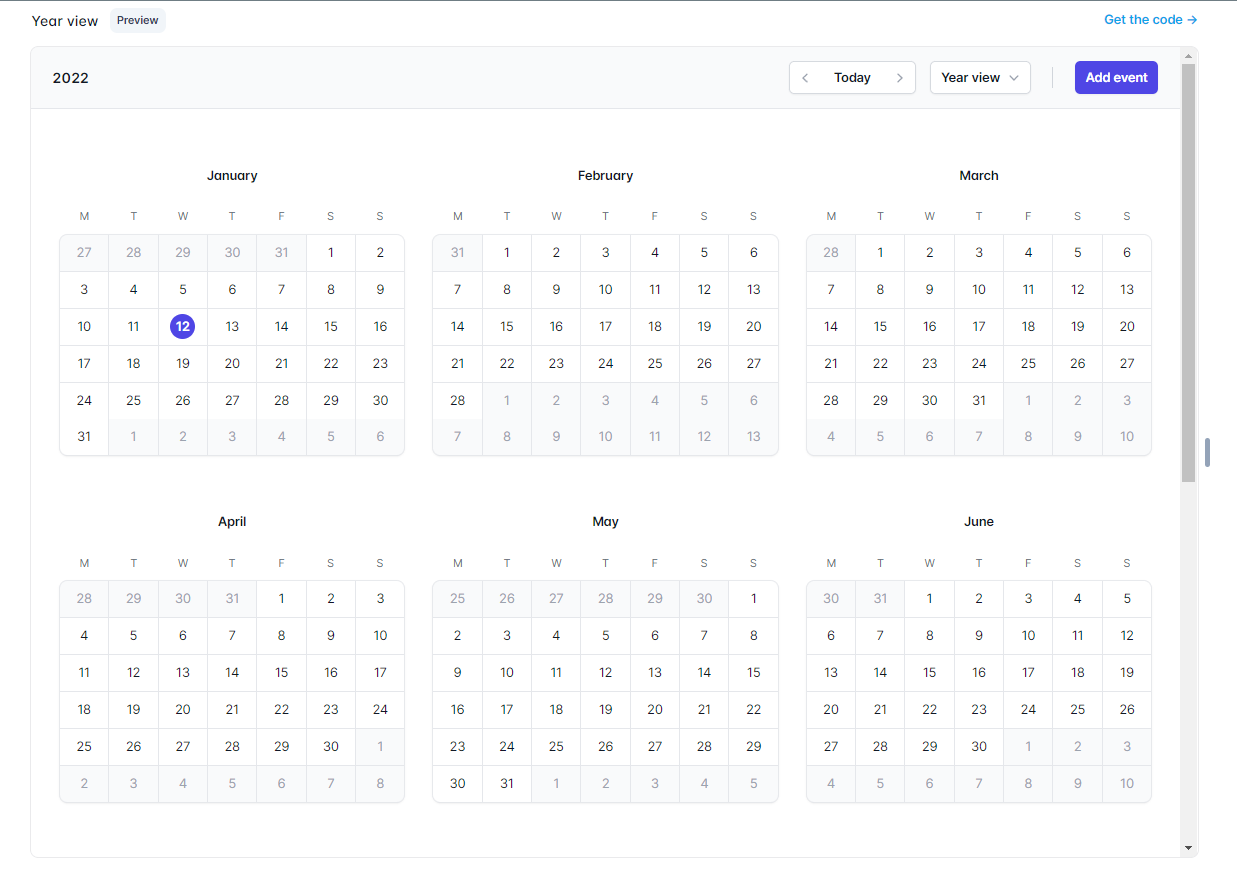 Year view Preview Get the code →
2022 Today Year view Add event
January February March
M T W T F S S M T W T F S S M T W T F S S
27 28 29 30 31 1 2 31 1 2 3 4 5 6 28 1 2 3 4 5 6
3 4 5 6 7 8 9 7 8 9 10 11 12 13 7 8 9 10 11 12 13
10 11 12 13 14 15 16 14 15 16 17 18 19 20 14 15 16 17 18 19 20
17 18 19 20 21 22 23 21 22 23 24 25 26 27 21 22 23 24 25 26 27
24 25 26 27 28 29 30 28 1 2 3 4 5 6 28 29 30 31 1 2 3
31 1 2 3 4 5 6 7 8 9 10 11 12 13 4 5 6 7 8 9 10
April May June
M T W T F S S M T W T F S S M T W T F S S
28 29 30 31 1 2 3 25 26 27 28 29 30 1 30 31 1 2 3 4 5
4 5 6 7 8 9 10 2 3 4 5 6 7 8 6 7 8 9 10 11 12
11 12 13 14 15 16 17 9 10 11 12 13 14 15 13 14 15 16 17 18 19
18 19 20 21 22 23 24 16 17 18 19 20 21 22 20 21 22 23 24 25 26
25 26 27 28 29 30 1 23 24 25 26 27 28 29 27 28 29 30 1 2 3
2 3 4 5 6 7 8 30 31 1 2 3 4 5 4 5 6 7 8 9 10